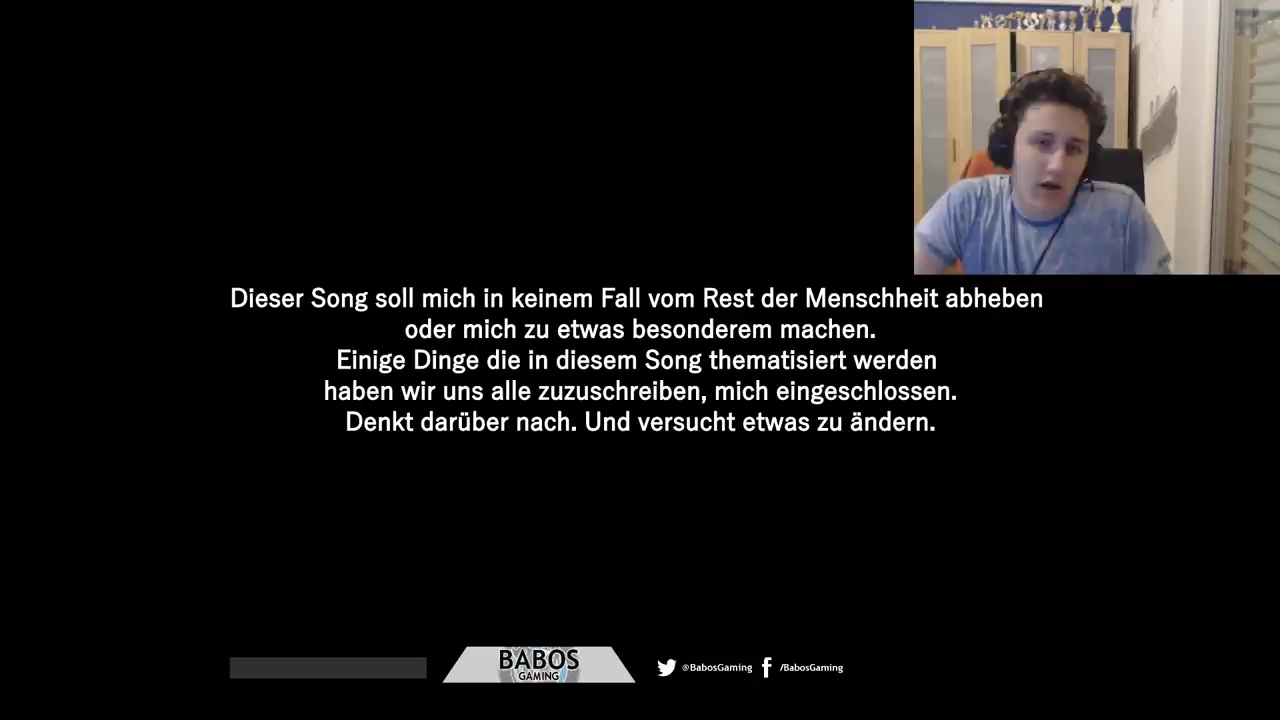 Dieser Song soll mich in keinem Fall vom Rest der Menschheit abheben
oder mich zu etwas besonderem machen.
Einige Dinge die in diesem Song thematisiert werden
haben wir uns alle zuzuschreiben, mich eingeschlossen.
Denkt darüber nach. Und versucht etwas zu ändern.
BABOS
GAMING
@BabosGaming
/BabosGaming